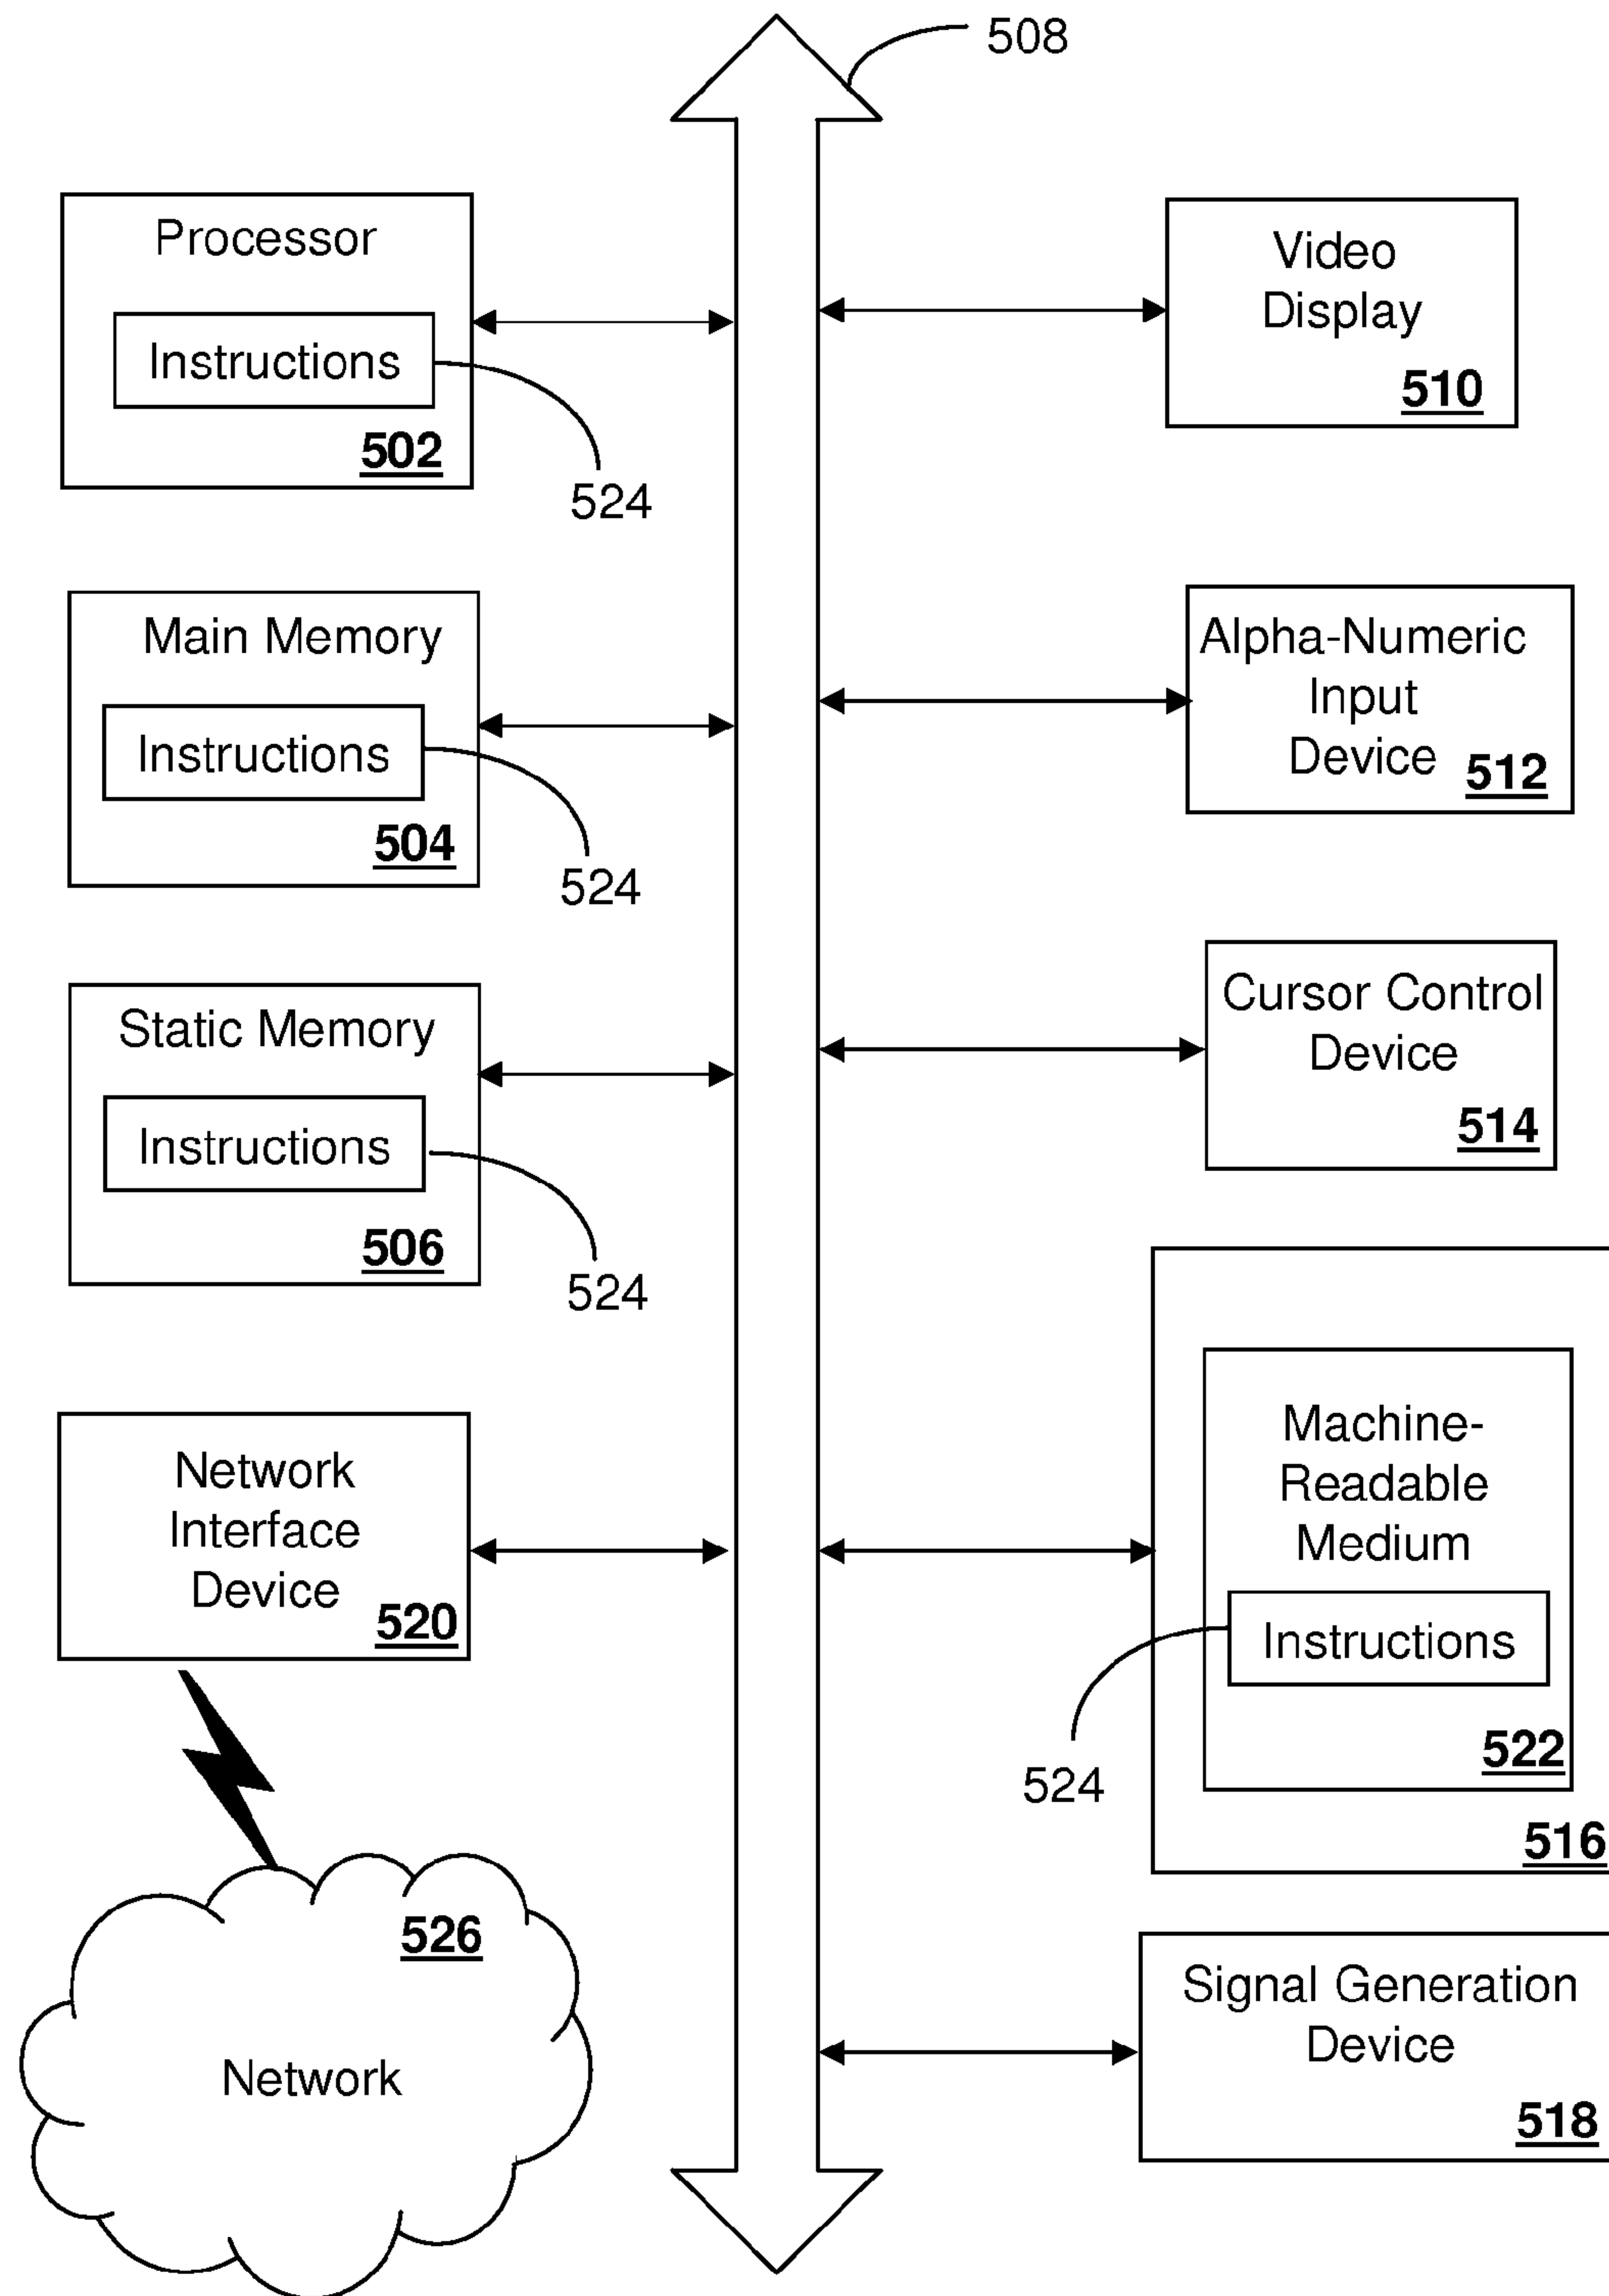 508
Processor
Instructions
502
524
Main Memory
Instructions
504
524
Static Memory
Instructions
506
524
Network
Interface
Device
520
526
Network
Video
Display
510
Alpha-Numeric
Input
Device
512
Cursor Control
Device
514
Machine-
Readable
Medium
Instructions
522
524
516
Signal Generation
Device
518